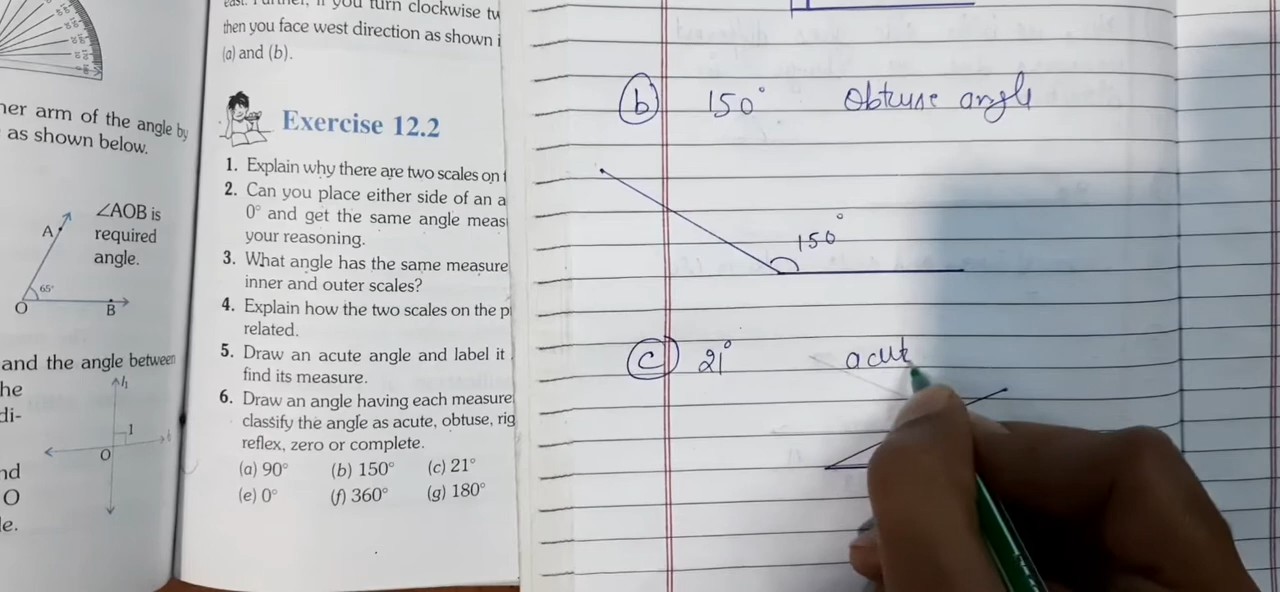 then you face west direction as shown i
(a) and (b).
her arm of the angle by
as shown below.
∠AOB is
required
angle.
A
65°
O
B
and the angle between
he
di-
1
O
nd
O
le.
Exercise 12.2
1. Explain why there are two scales on
2. Can you place either side of an a
0° and get the same angle meas
your reasoning.
3. What angle has the same measure
inner and outer scales?
4. Explain how the two scales on the p
related.
5. Draw an acute angle and label it
find its measure.
6. Draw an angle having each measure
classify the angle as acute, obtuse, rig
reflex, zero or complete.
(a) 90° (b) 150° (c) 21°
(e) 0° (f) 360° (g) 180°
(b) 150° Obtuse angle
150°
(c) 21° acut